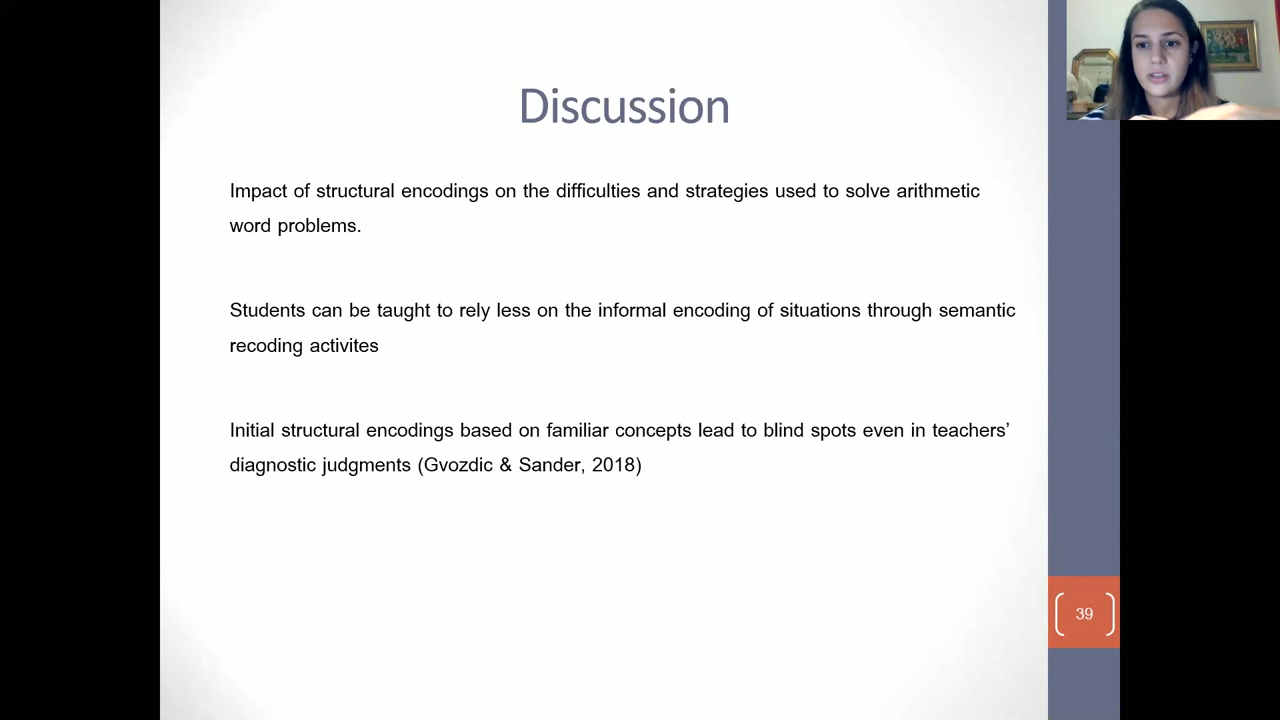 Discussion
Impact of structural encodings on the difficulties and strategies used to solve arithmetic
word problems.
Students can be taught to rely less on the informal encoding of situations through semantic
recoding activites
Initial structural encodings based on familiar concepts lead to blind spots even in teachers’
diagnostic judgments (Gvozdic & Sander, 2018)
39